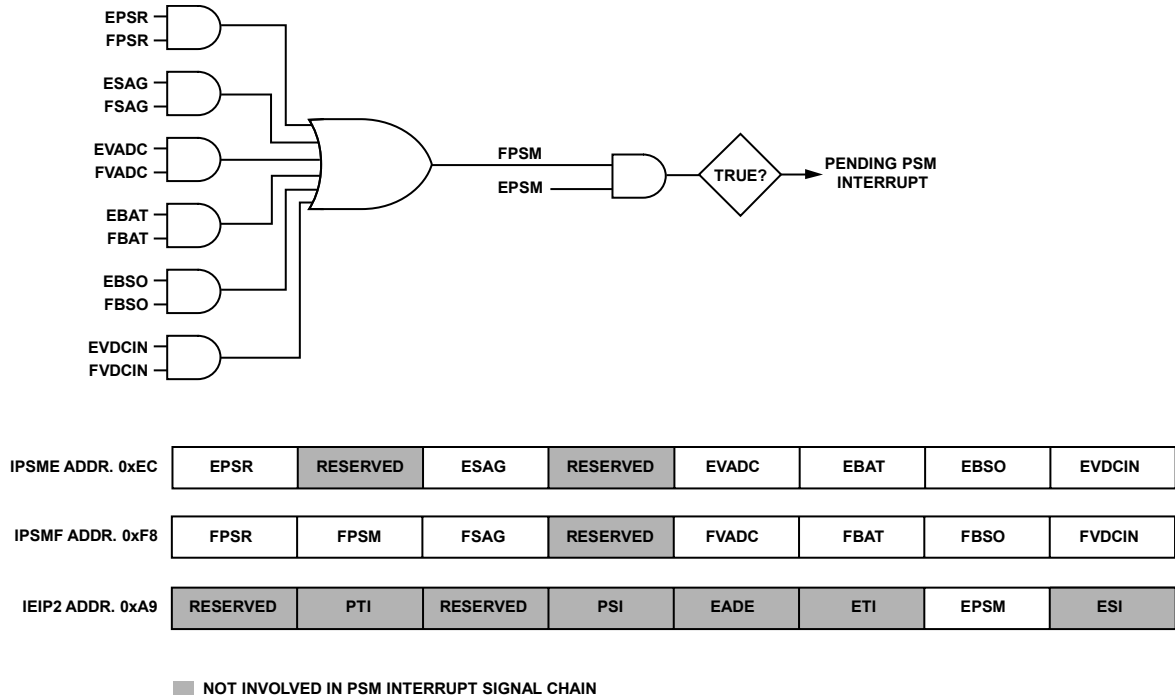 EPSR
FPSR
ESAG
FSAG
EVADC
FVADC
EBAT
FBAT
EBSO
FBSO
EVDCIN
FVDCIN
FPSM
EPSM
TRUE?
PENDING PSM
INTERRUPT
IPSME ADDR. 0xEC EPSR RESERVED ESAG RESERVED EVADC EBAT EBSO EVDCIN
IPSMF ADDR. 0xF8 FPSR FPSM FSAG RESERVED FVADC FBAT FBSO FVDCIN
IEIP2 ADDR. 0xA9 RESERVED PTI RESERVED PSI EADE ETI EPSM ESI
NOT INVOLVED IN PSM INTERRUPT SIGNAL CHAIN